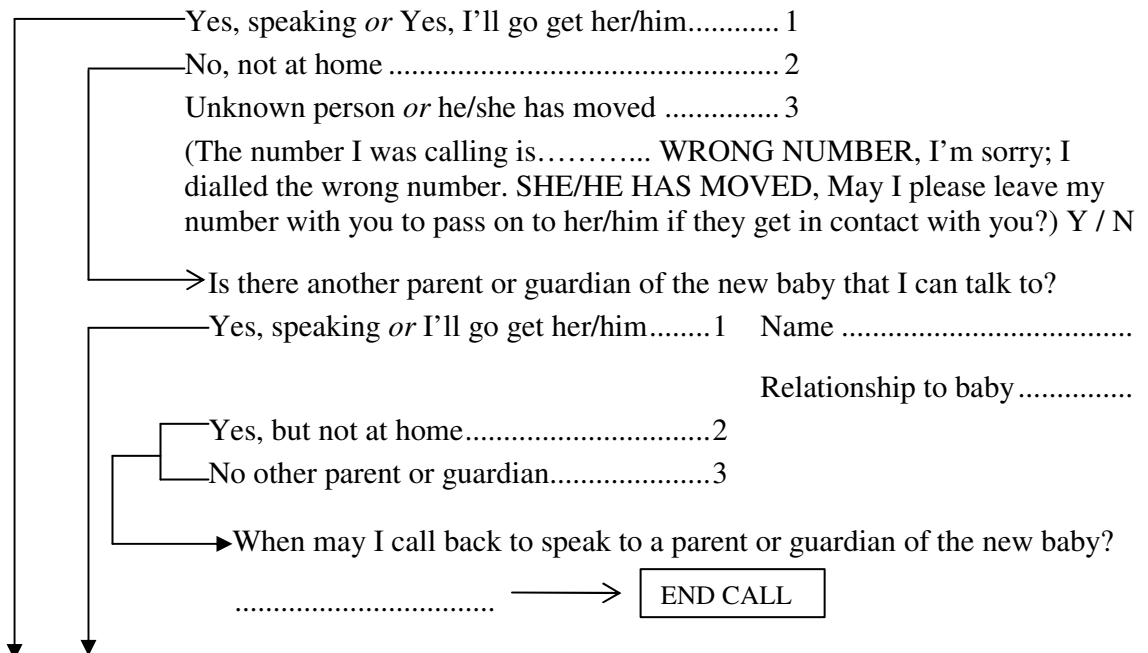 Yes, speaking or Yes, I'll go get her/him............ 1
No, not at home .................................................... 2
Unknown person or he/she has moved ............... 3
(The number I was calling is………... WRONG NUMBER, I'm sorry; I
dialled the wrong number. SHE/HE HAS MOVED, May I please leave my
number with you to pass on to her/him if they get in contact with you?) Y / N
Is there another parent or guardian of the new baby that I can talk to?
Yes, speaking or I'll go get her/him........1 Name ......................................
Relationship to baby...............
Yes, but not at home.................................2
No other parent or guardian.....................3
When may I call back to speak to a parent or guardian of the new baby?
.................................. END CALL